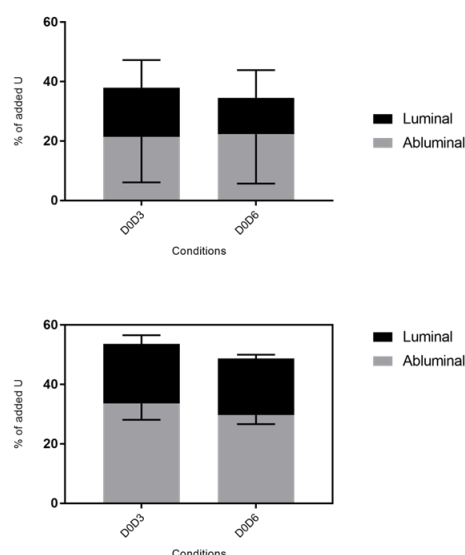 60
40
20
0
% of added U
D0D3
D0D6
Conditions
Luminal
Abluminal
60
40
20
0
% of added U
D0D3
D0D6
Conditions
Luminal
Abluminal